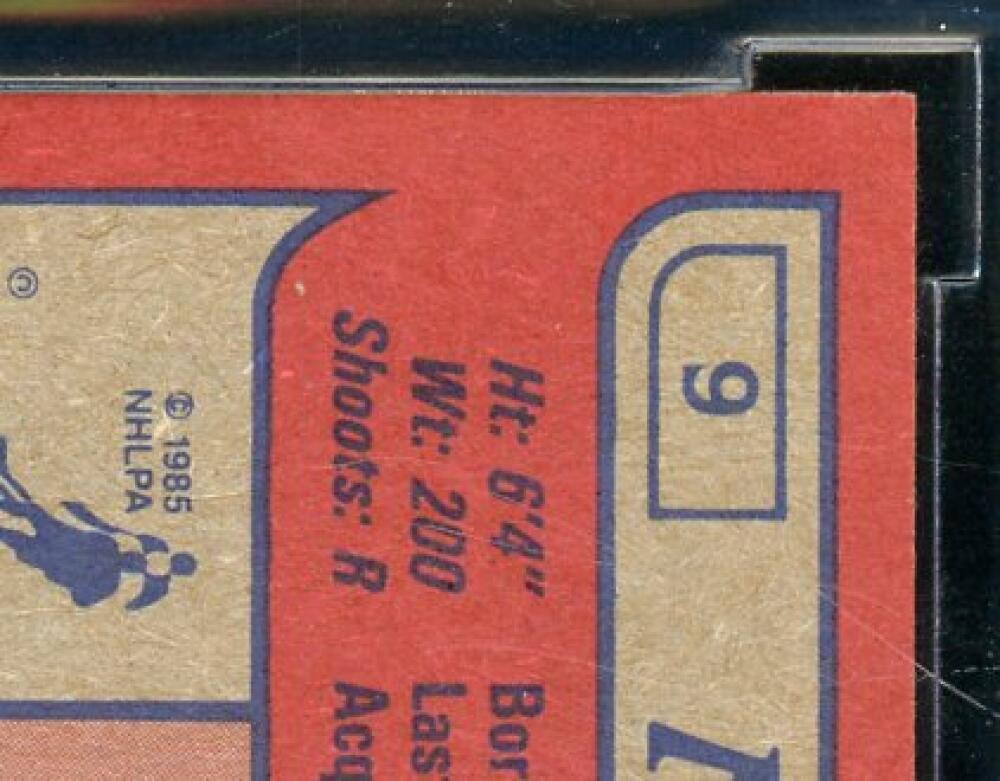 9
Ht: 6'4" Bor
Wt: 200 Las
Shoots: R Acq
© 1985
NHLPA
©